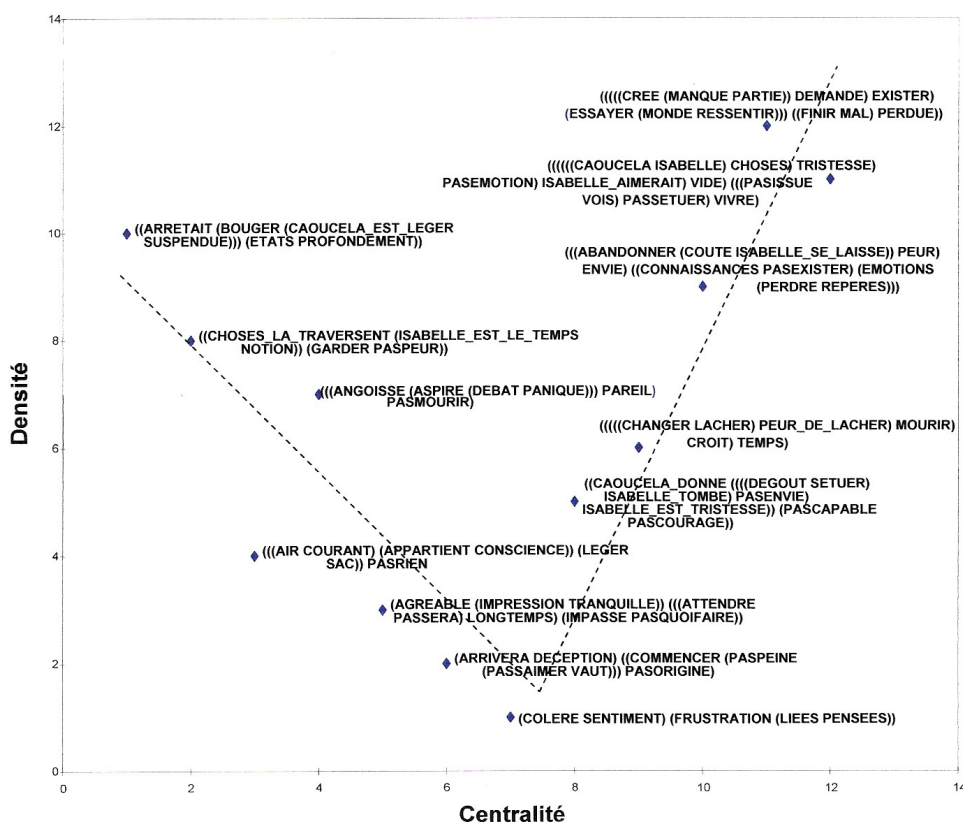 14
(((((CREE (MANQUE PARTIE)) DEMANDE) EXISTER)
(ESSAYER (MONDE RESSENTIR))) ((FINIR MAL) PERDUE))
12
((((((CAOUCELA ISABELLE) CHOSES) TRISTESSE)
PASEMOTION) ISABELLE_AIMERAIT) VIDE) (((PASISSUE
VOIS) PASSETUER) VIVRE)
10
((ARRETAIT (BOUGER (CAOUCELA_EST_LEGER
SUSPENDUE))) (ETATS PROFONDEMENT))
(((ABANDONNER (COUTE ISABELLE_SE_LAISSE)) PEUR)
ENVIE) ((CONNAISSANCES PASEXISTER) (EMOTIONS
(PERDRE REPERES)))
8
((CHOSES_LA_TRAVERSENT (ISABELLE_EST_LE_TEMPS
NOTION)) (GARDER PASPEUR))
(((ANGOISSE (ASPIRE (DEBAT PANIQUE))) PAREIL)
PASMOURIR)
Densité
6
(((((CHANGER LACHER) PEUR_DE_LACHER) MOURIR)
CROIT) TEMPS)
((CAOUCELA_DONNE ((((DEGOUT SETUER)
ISABELLE_TOMBE) PASENVIE)
ISABELLE_EST_TRISTESSE)) (PASCAPABLE
PASCOURAGE))
4
(((AIR COURANT) (APPARTIENT CONSCIENCE)) (LEGER
SAC)) PASRIEN
(AGREABLE (IMPRESSION TRANQUILLE)) (((ATTENDRE
PASSERA) LONGTEMPS) (IMPASSE PASQUOIFAIRE))
2
(ARRIVERA DECEPTION) ((COMMENCER (PASPEINE
(PASSAIMER VAUT))) PASORIGINE)
(COLERE SENTIMENT) (FRUSTRATION (LIEES PENSEES))
0
0 2 4 6 8 10 12 14
Centralité